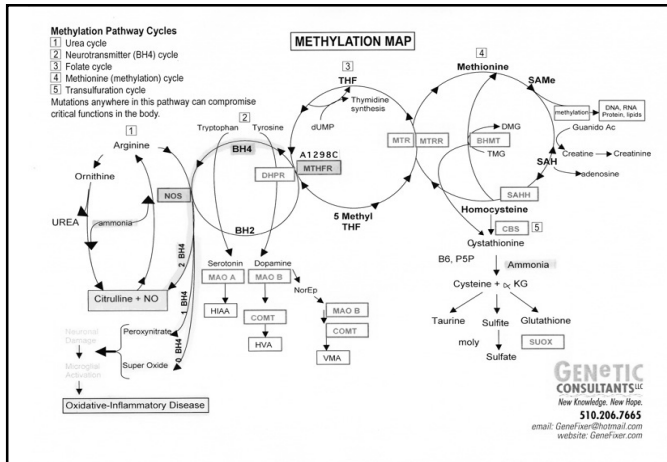 Methylation Pathway Cycles
1 Urea cycle
2 Neurotransmitter (BH4) cycle
3 Folate cycle
4 Methionine (methylation) cycle
5 Transulfuration cycle
Mutations anywhere in this pathway can compromise
critical functions in the body.
METHYLATION MAP
1
Arginine
Ornithine
UREA
ammonia
Citrulline + NO
NOS
2
Tryptophan
Tyrosine
BH4
DHPR
BH2
A1298C
MTHFR
3
THF
Thymidine
synthesis
dUMP
5 Methyl
THF
MTR
MTRR
4
Methionine
SAMe
methylation
DNA, RNA
Protein, lipids
Guanido Ac
Creatine
Creatinine
SAH
adenosine
DMG
BHMT
TMG
SAHH
Homocysteine
CBS
5
Cystathionine
B6, P5P
Ammonia
Cysteine + α KG
Taurine
Sulfite
Glutathione
moly
SUOX
Sulfate
Serotonin
Dopamine
MAO A
MAO B
NorEp
HIAA
COMT
HVA
MAO B
COMT
VMA
2 BH4
1 BH4
0 BH4
Peroxynitrate
Super Oxide
Neuronal
Damage
Microglial
Activation
Oxidative-Inflammatory Disease
GENeTIC
CONSULTANTS LLC
New Knowledge. New Hope.
510.206.7665
email: GeneFixer@hotmail.com
website: GeneFixer.com